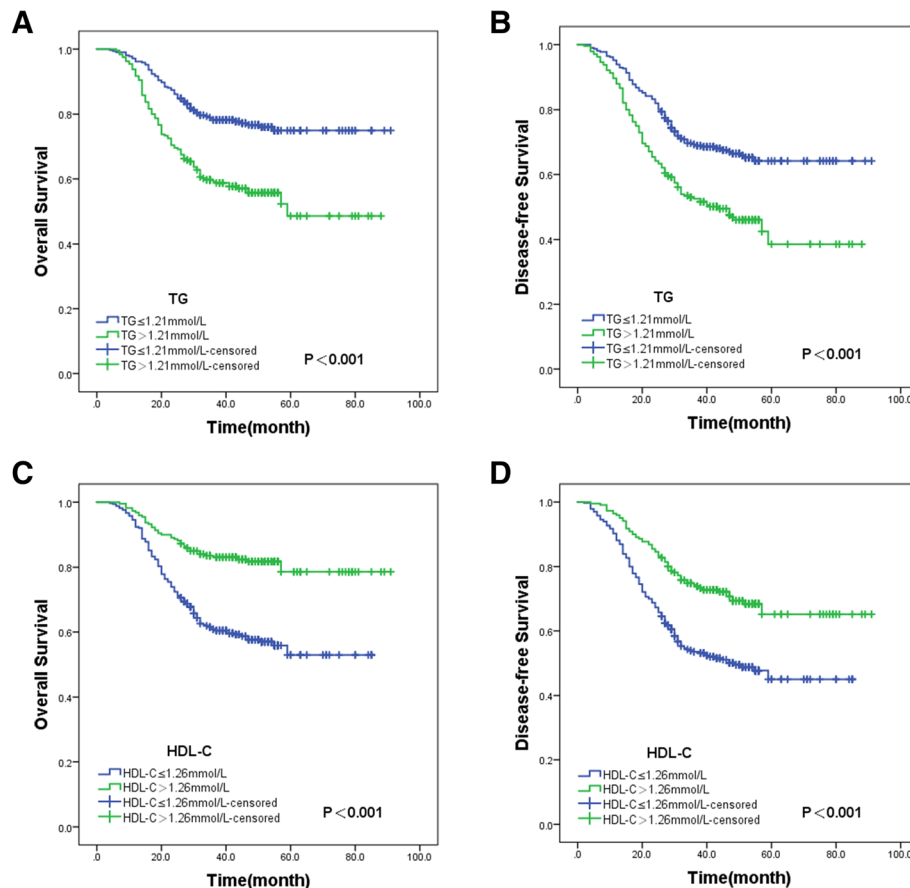 A
Overall Survival
1.0
0.8
0.6
0.4
0.2
0.0
TG
TG≤1.21mmol/L
TG>1.21mmol/L
TG≤1.21mmol/L-censored
TG>1.21mmol/L-censored
P<0.001
.0 20.0 40.0 60.0 80.0 100.0
Time(month)
B
Disease-free Survival
1.0
0.8
0.6
0.4
0.2
0.0
TG
TG≤1.21mmol/L
TG>1.21mmol/L
TG≤1.21mmol/L-censored
TG>1.21mmol/L-censored
P<0.001
.0 20.0 40.0 60.0 80.0 100.0
Time(month)
C
Overall Survival
1.0
0.8
0.6
0.4
0.2
0.0
HDL-C
HDL-C≤1.26mmol/L
HDL-C>1.26mmol/L
HDL-C≤1.26mmol/L-censored
HDL-C>1.26mmol/L-censored
P<0.001
.0 20.0 40.0 60.0 80.0 100.0
Time(month)
D
Disease-free Survival
1.0
0.8
0.6
0.4
0.2
0.0
HDL-C
HDL-C≤1.26mmol/L
HDL-C>1.26mmol/L
HDL-C≤1.26mmol/L-censored
HDL-C>1.26mmol/L-censored
P<0.001
.0 20.0 40.0 60.0 80.0 100.0
Time(month)